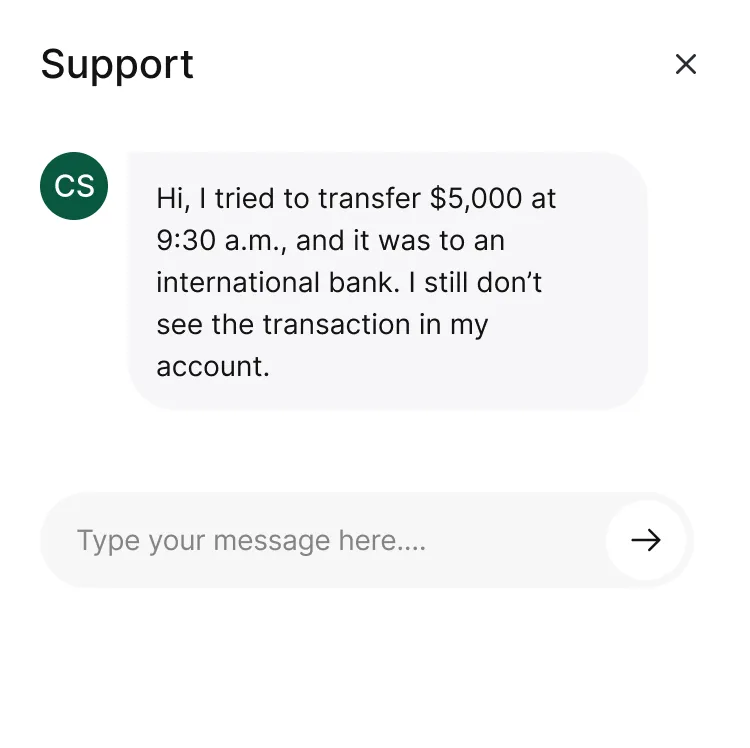 Support
CS
Hi, I tried to transfer $5,000 at
9:30 a.m., and it was to an
international bank. I still don’t
see the transaction in my
account.
Type your message here....